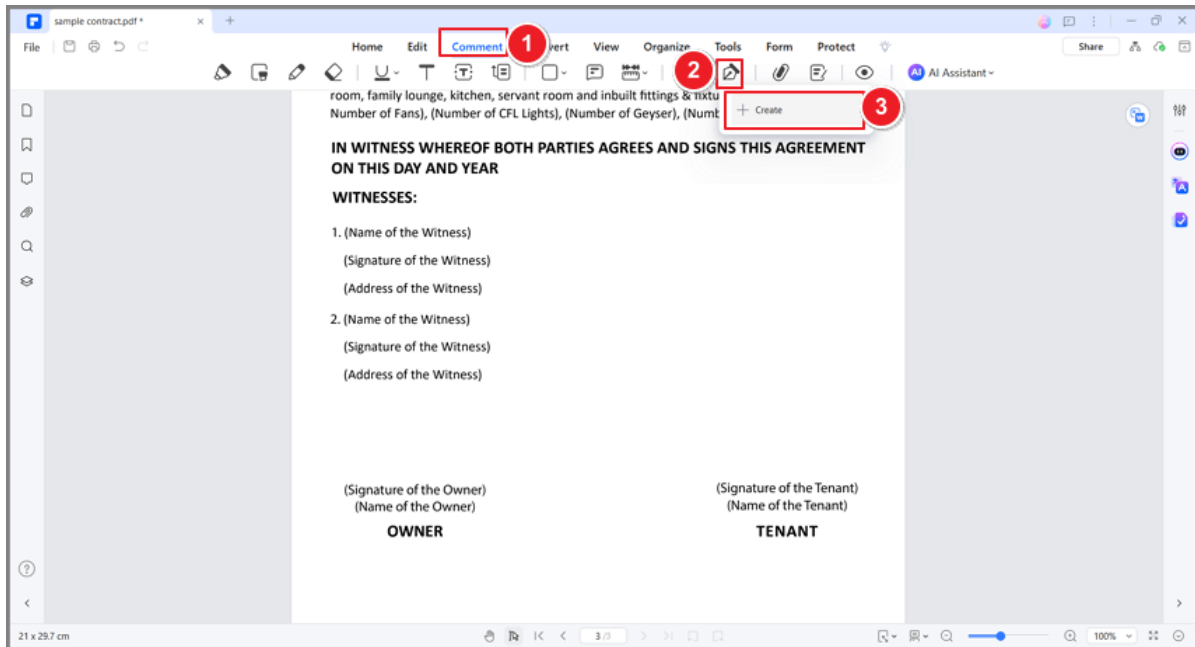 sample contract.pdf *
File
Home Edit Comment 1 vert View Organize Tools Form Protect
Share
2
AI AI Assistant
Create 3
room, family lounge, kitchen, servant room and inbuilt fittings &
Number of Fans), (Number of CFL Lights), (Number of Geyser),
IN WITNESS WHEREOF BOTH PARTIES AGREES AND SIGNS THIS AGREEMENT
ON THIS DAY AND YEAR
WITNESSES:
1. (Name of the Witness)
(Signature of the Witness)
(Address of the Witness)
2. (Name of the Witness)
(Signature of the Witness)
(Address of the Witness)
(Signature of the Owner) (Signature of the Tenant)
(Name of the Owner) (Name of the Tenant)
OWNER TENANT
21 x 29.7 cm
3 /3
100%